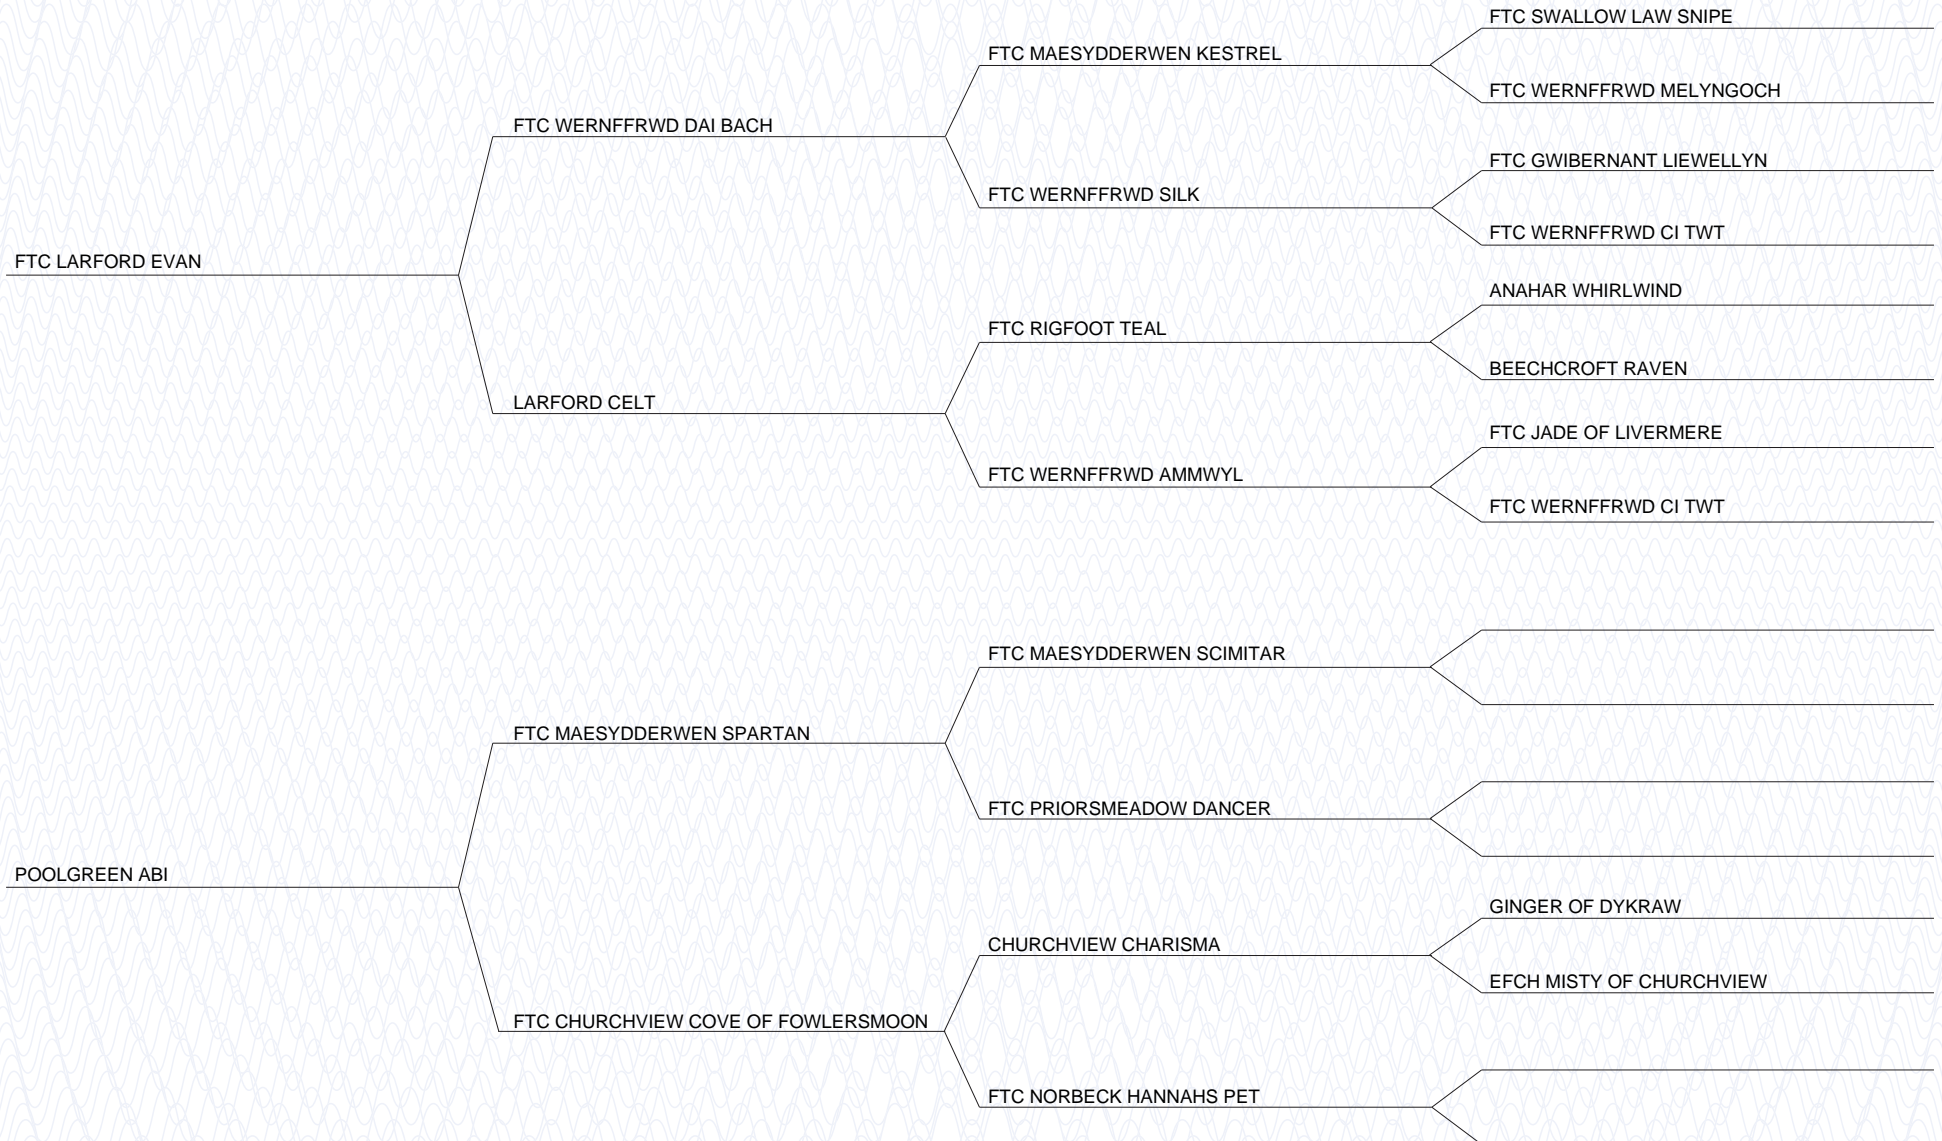 FTC SWALLOW LAW SNIPE
FTC MAESYDDERWEN KESTREL
FTC WERNFFRWD MELYNGOCH
FTC WERNFFRWD DAI BACH
FTC GWIBERNANT LIEWELLYN
FTC WERNFFRWD SILK
FTC WERNFFRWD CI TWT
FTC LARFORD EVAN
ANAHAR WHIRLWIND
FTC RIGFOOT TEAL
BEECHCROFT RAVEN
LARFORD CELT
FTC JADE OF LIVERMERE
FTC WERNFFRWD AMMWYL
FTC WERNFFRWD CI TWT
FTC MAESYDDERWEN SCIMITAR
FTC MAESYDDERWEN SPARTAN
FTC PRIORSMEADOW DANCER
POOLGREEN ABI
GINGER OF DYKRAW
CHURCHVIEW CHARISMA
EFCH MISTY OF CHURCHVIEW
FTC CHURCHVIEW COVE OF FOWLERSMOON
FTC NORBECK HANNAHS PET